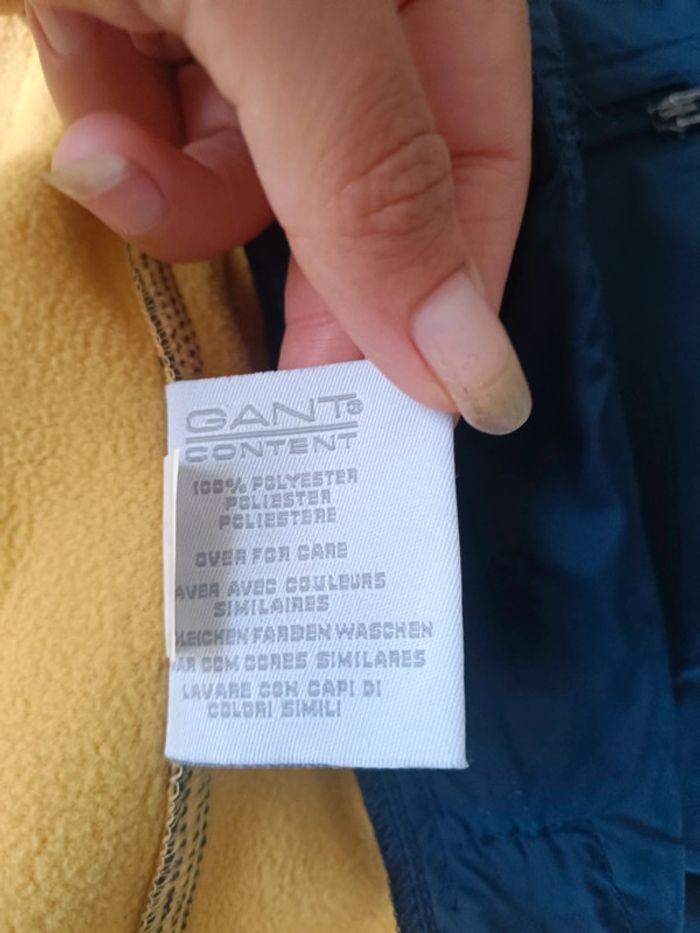 GANT®
CONTENT
100% POLYESTER
POLIESTER
POLIESTERE
OVER FOR CARE
AVER AVEC COULEURS
SIMILAIRES
LEICHEN FARBEN WASCHEN
AR COM CORES SIMILARES
LAVARE CON CAPI DI
COLORI SIMILI